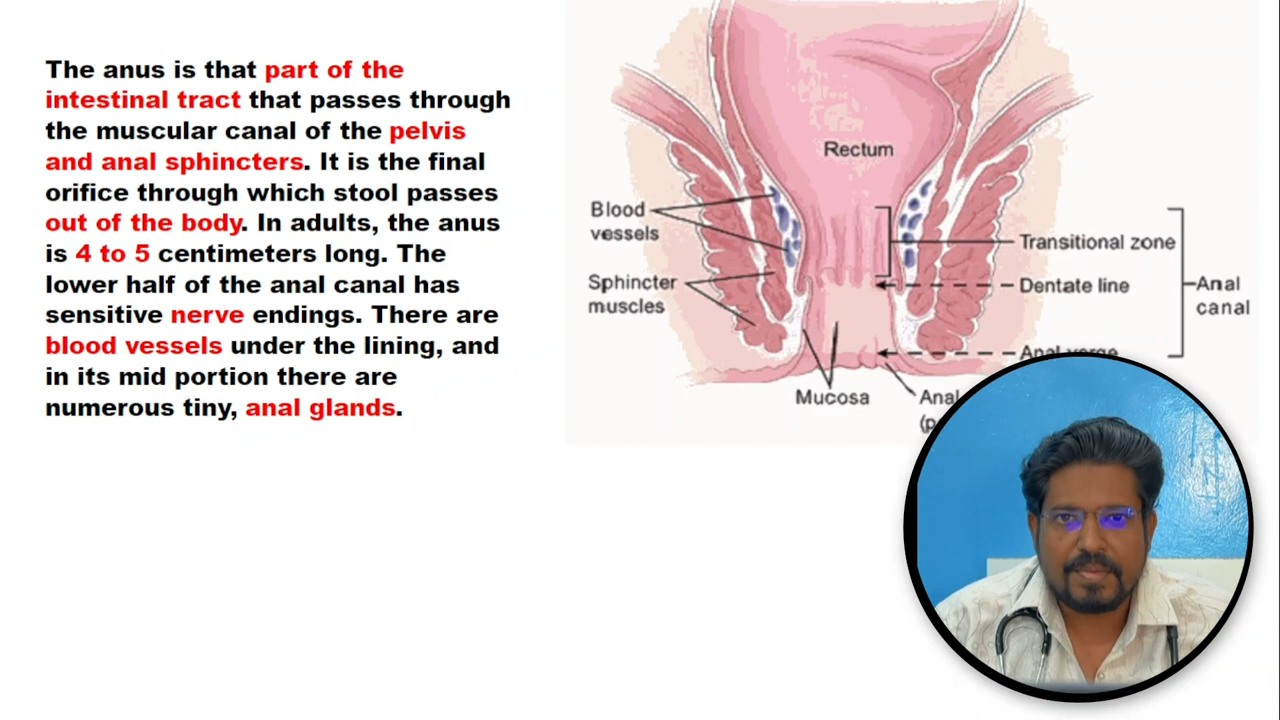 The anus is that part of the
intestinal tract that passes through
the muscular canal of the pelvis
and anal sphincters. It is the final
orifice through which stool passes
out of the body. In adults, the anus
is 4 to 5 centimeters long. The
lower half of the anal canal has
sensitive nerve endings. There are
blood vessels under the lining, and
in its mid portion there are
numerous tiny, anal glands.
Rectum
Blood
vessels
Sphincter
muscles
Transitional zone
Dentate line
Anal
canal
Anal verge
Mucosa
Anal